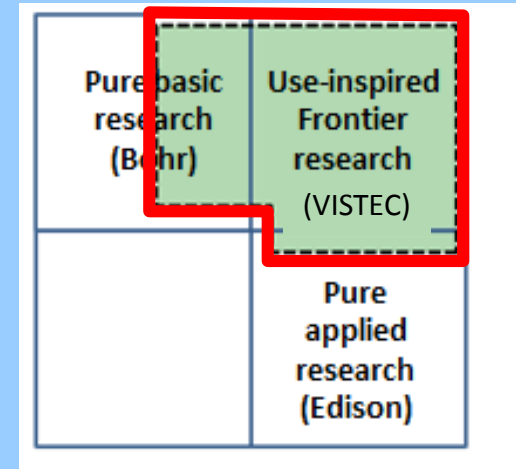 Pure basic
research
(Bohr)
Use-inspired
Frontier
research
(VISTEC)
Pure
applied
research
(Edison)